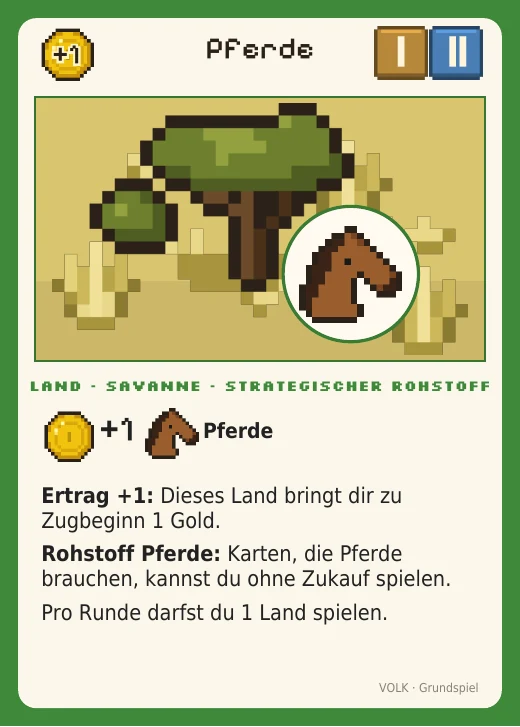 +1
Pferde
I II
LAND · SAVANNE · STRATEGISCHER ROHSTOFF
+1 Pferde
Ertrag +1: Dieses Land bringt dir zu
Zugbeginn 1 Gold.
Rohstoff Pferde: Karten, die Pferde
brauchen, kannst du ohne Zukauf spielen.
Pro Runde darfst du 1 Land spielen.
VOLK · Grundspiel